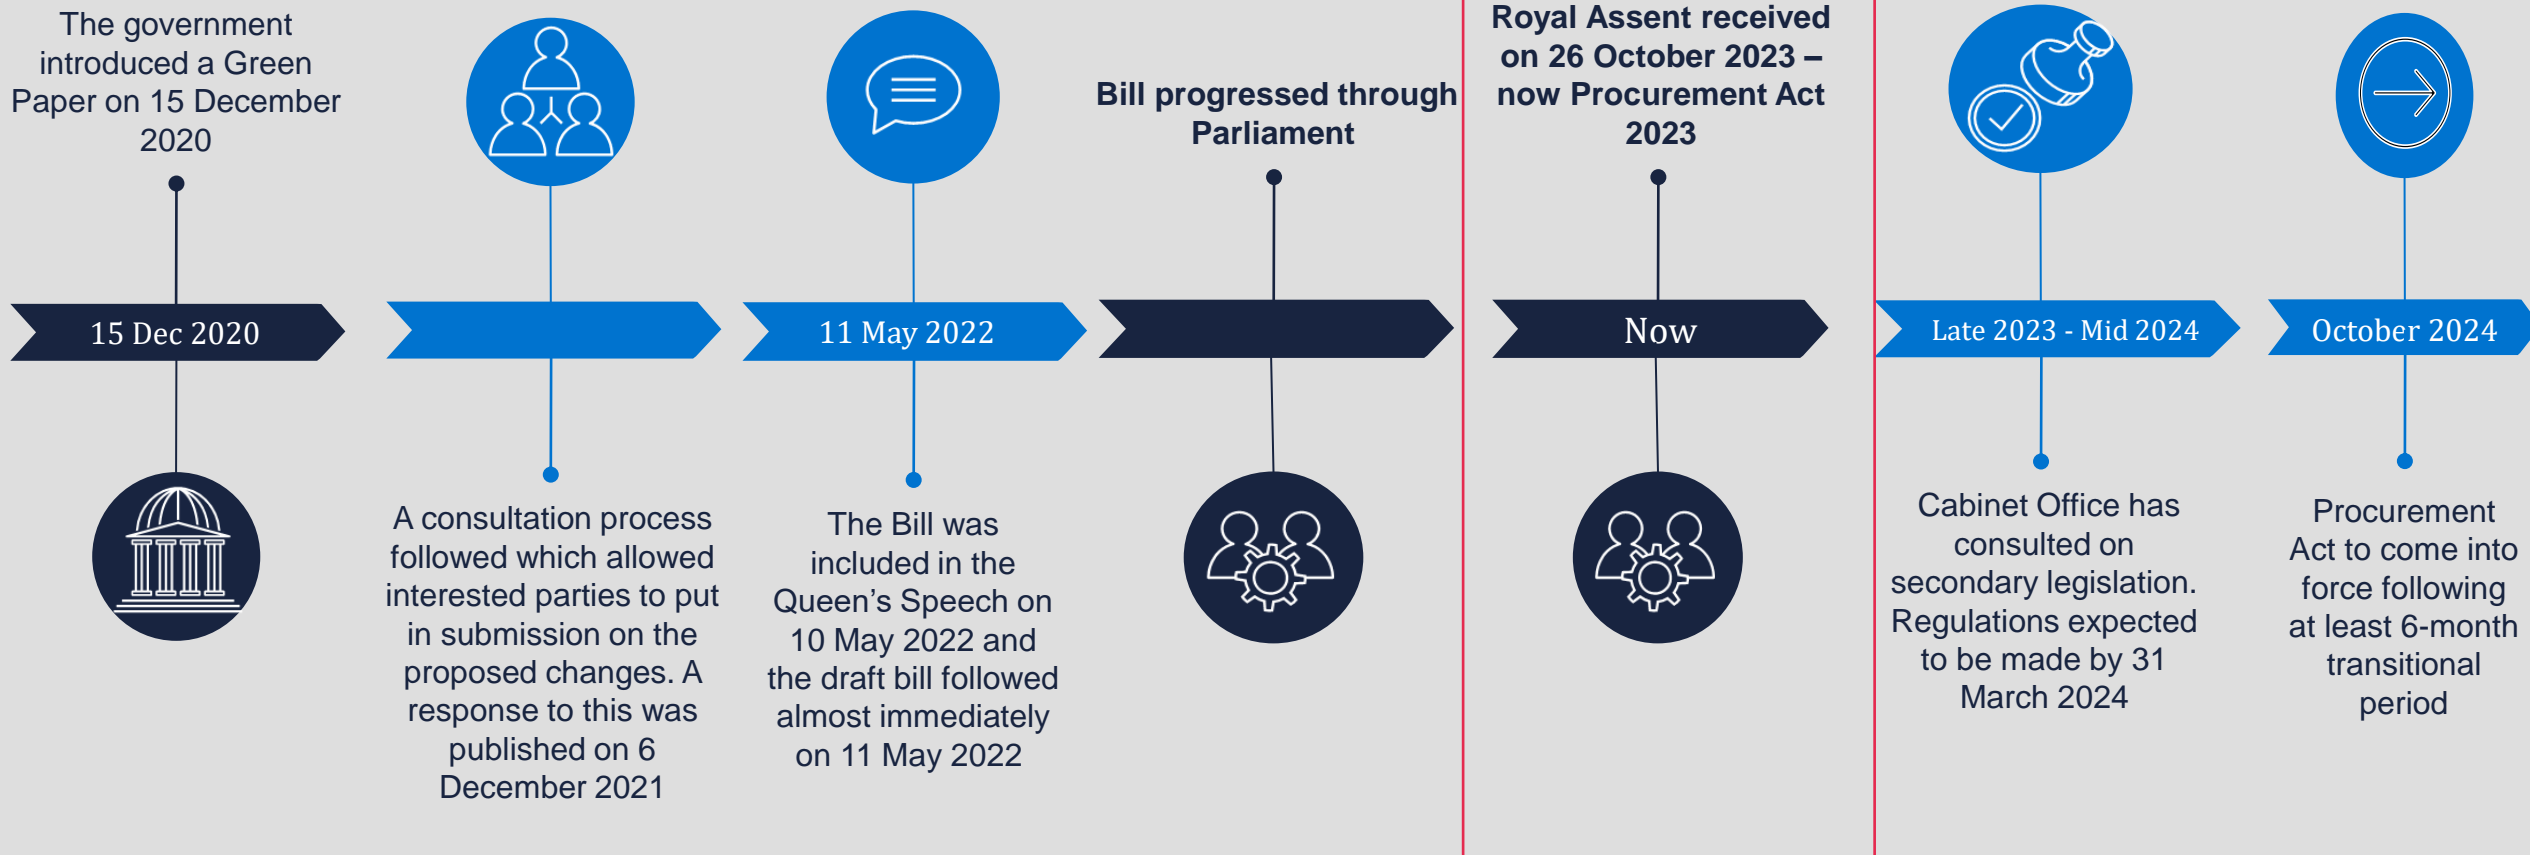 The government
introduced a Green
Paper on 15 December
2020
15 Dec 2020
A consultation process
followed which allowed
interested parties to put
in submission on the
proposed changes. A
response to this was
published on 6
December 2021
11 May 2022
The Bill was
included in the
Queen’s Speech on
10 May 2022 and
the draft bill followed
almost immediately
on 11 May 2022
Bill progressed through
Parliament
Royal Assent received
on 26 October 2023 –
now Procurement Act
2023
Now
Late 2023 - Mid 2024
Cabinet Office has
consulted on
secondary legislation.
Regulations expected
to be made by 31
March 2024
October 2024
Procurement
Act to come into
force following
at least 6-month
transitional
period